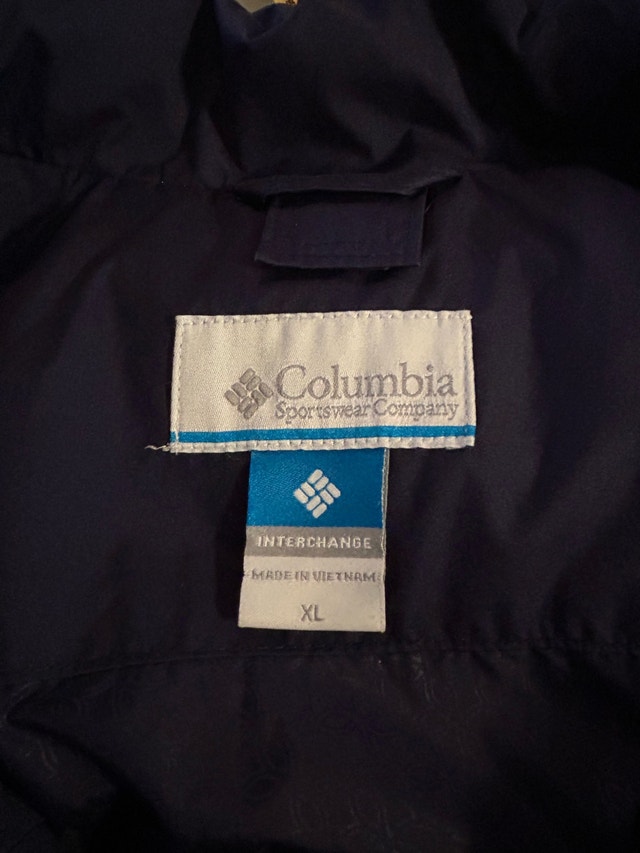 Columbia
Sportswear Company
INTERCHANGE
MADE IN VIETNAM
XL